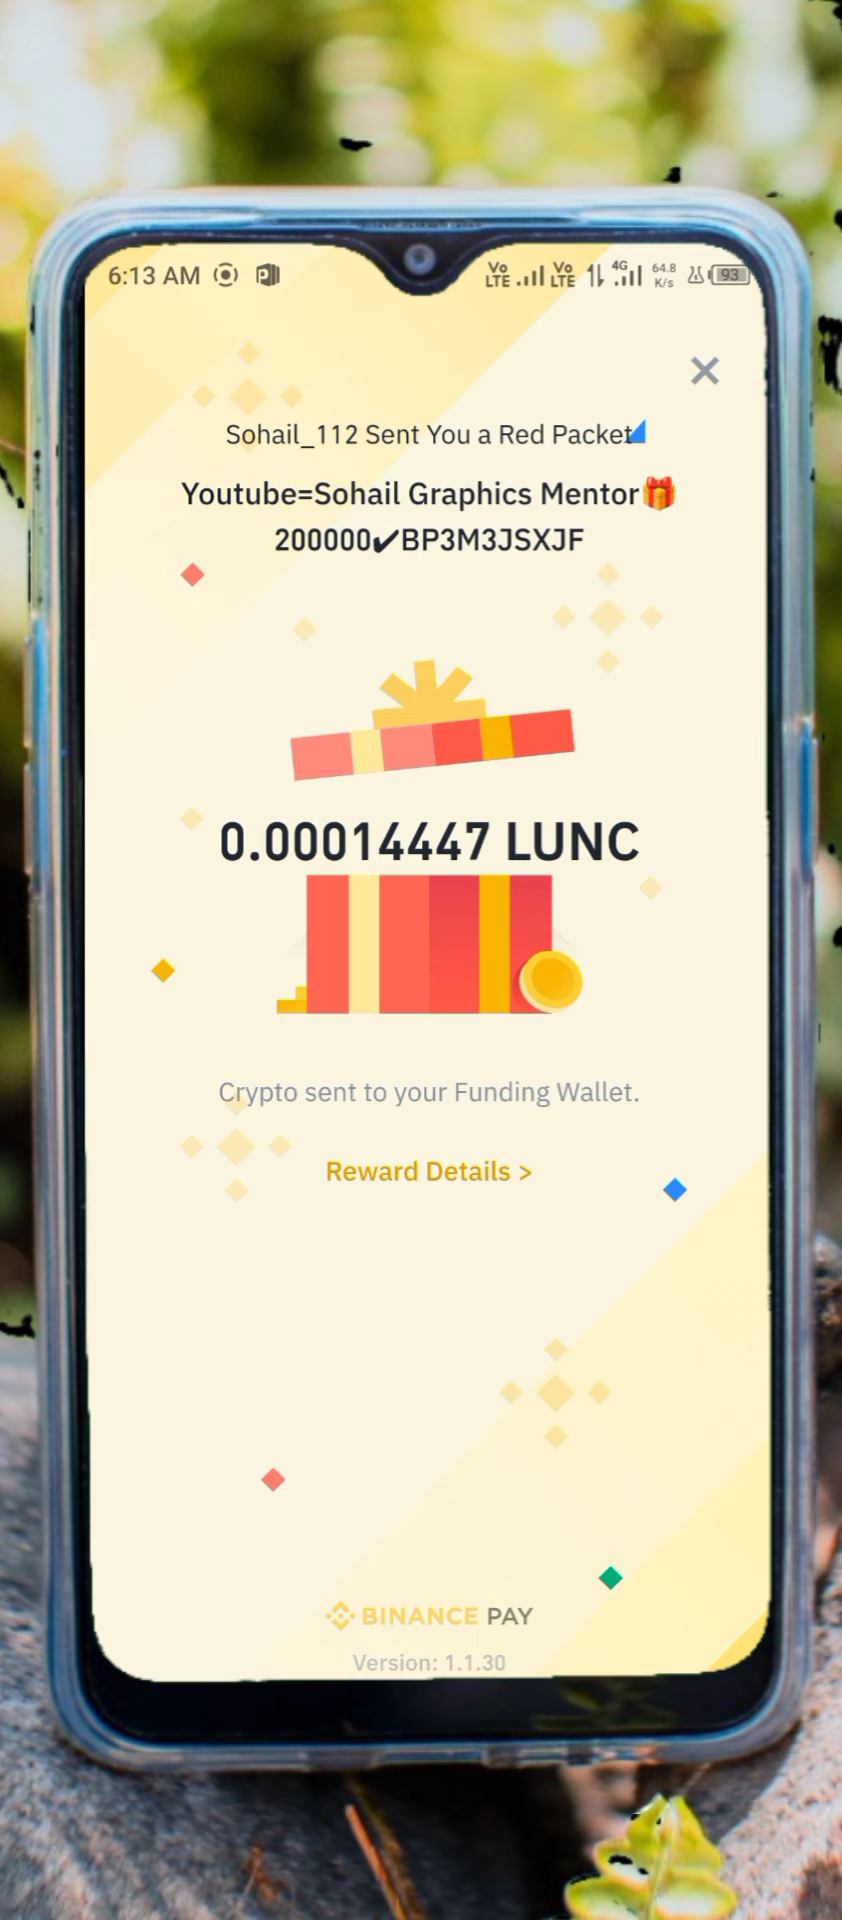 6:13 AM Vo LTE Vo LTE 4G 64.8 K/s 93
Sohail_112 Sent You a Red Packet
Youtube=Sohail Graphics Mentor🎁
200000✔BP3M3JSXJF
0.00014447 LUNC
Crypto sent to your Funding Wallet.
Reward Details >
BINANCE PAY
Version: 1.1.30